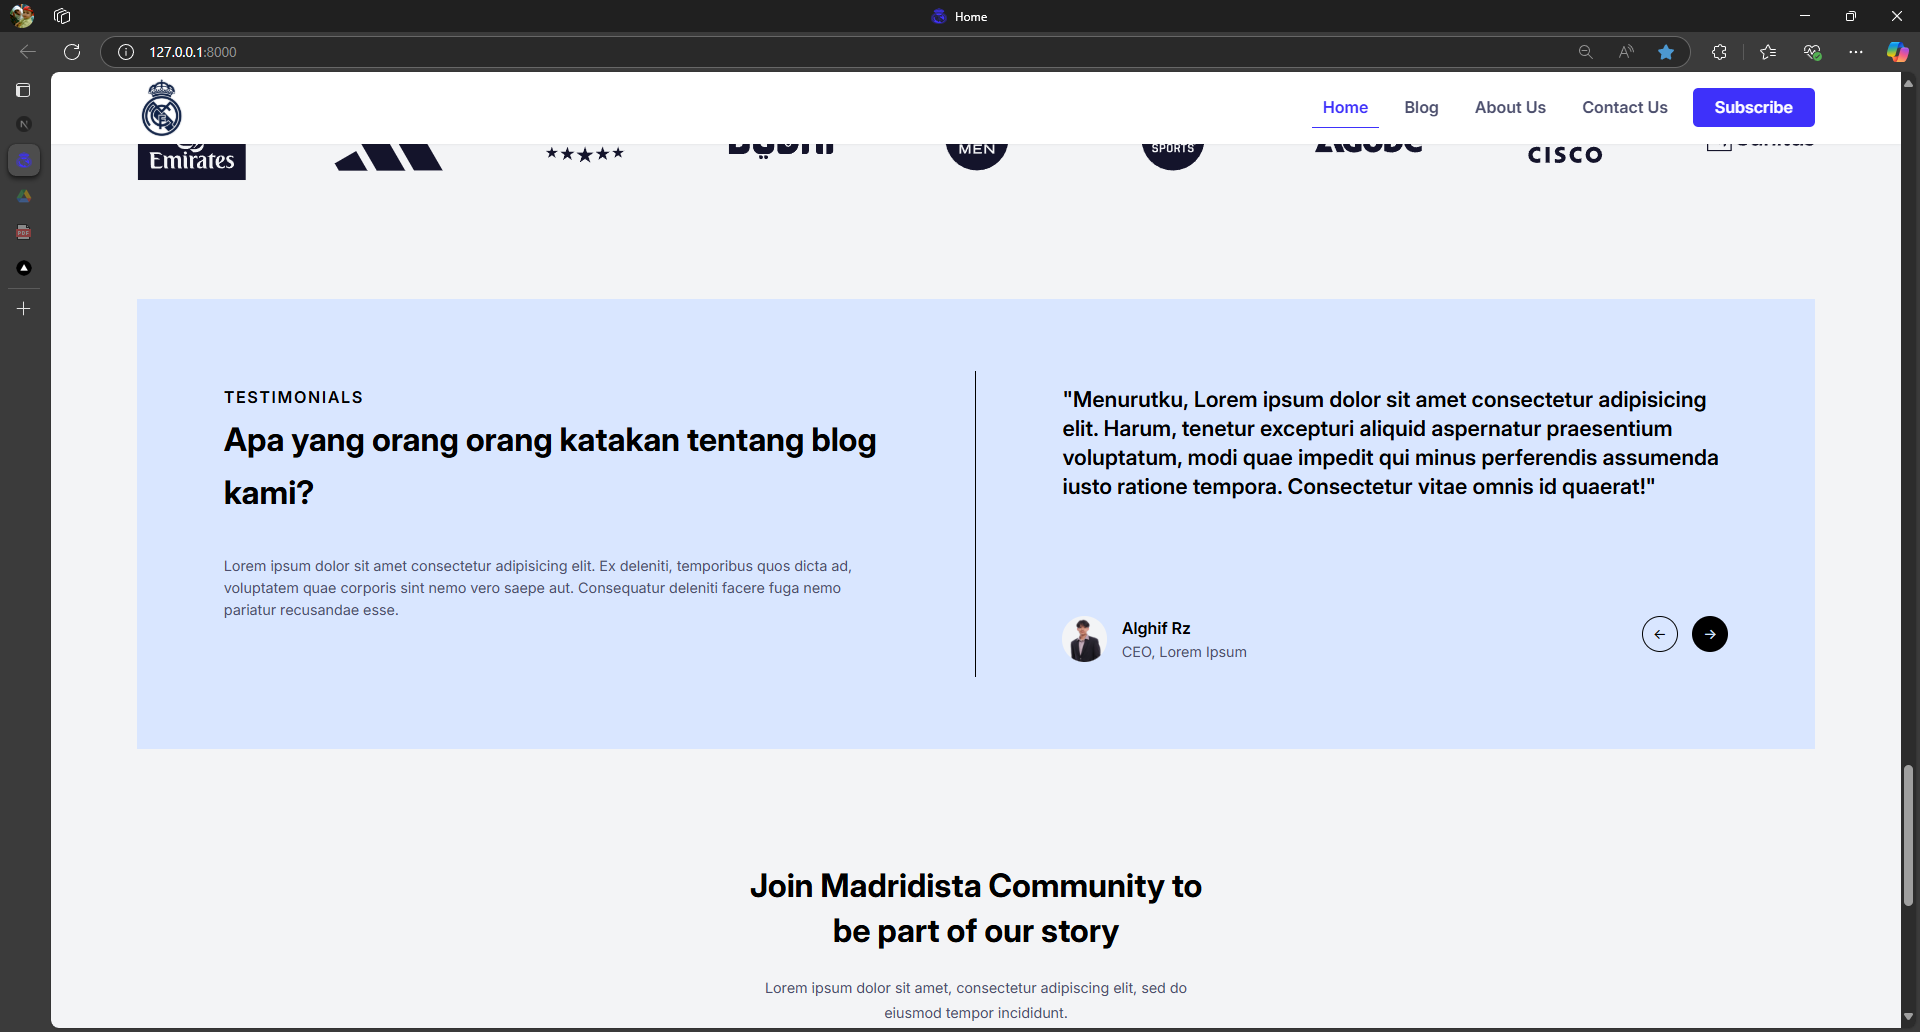 Home
127.0.0.1:8000
Home
Blog
About Us
Contact Us
Subscribe
Emirates
MEN
SPORTS
CISCO
TESTIMONIALS
Apa yang orang orang katakan tentang blog
kami?
Lorem ipsum dolor sit amet consectetur adipisicing elit. Ex deleniti, temporibus quos dicta ad,
voluptatem quae corporis sint nemo vero saepe aut. Consequatur deleniti facere fuga nemo
pariatur recusandae esse.
"Menurutku, Lorem ipsum dolor sit amet consectetur adipisicing
elit. Harum, tenetur excepturi aliquid aspernatur praesentium
voluptatum, modi quae impedit qui minus perferendis assumenda
iusto ratione tempora. Consectetur vitae omnis id quaerat!"
Alghif Rz
CEO, Lorem Ipsum
Join Madridista Community to
be part of our story
Lorem ipsum dolor sit amet, consectetur adipiscing elit, sed do
eiusmod tempor incididunt.